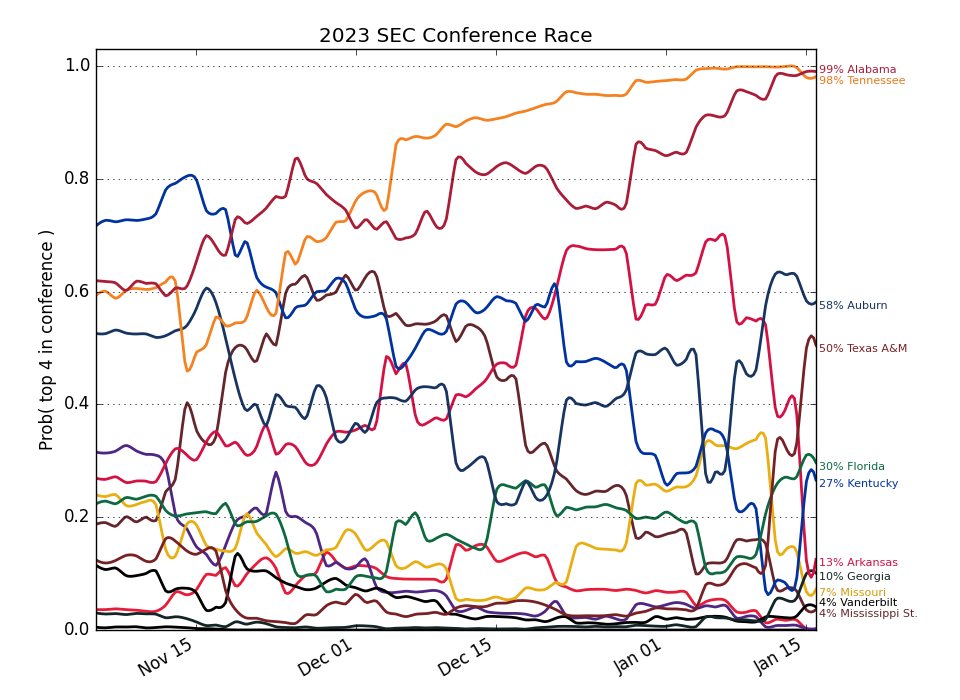 2023 SEC Conference Race
Prob( top 4 in conference )
1.0
0.8
0.6
0.4
0.2
0.0
Nov 15
Dec 01
Dec 15
Jan 01
Jan 15
99% Alabama
98% Tennessee
58% Auburn
50% Texas A&M
30% Florida
27% Kentucky
13% Arkansas
10% Georgia
7% Missouri
4% Vanderbilt
4% Mississippi St.